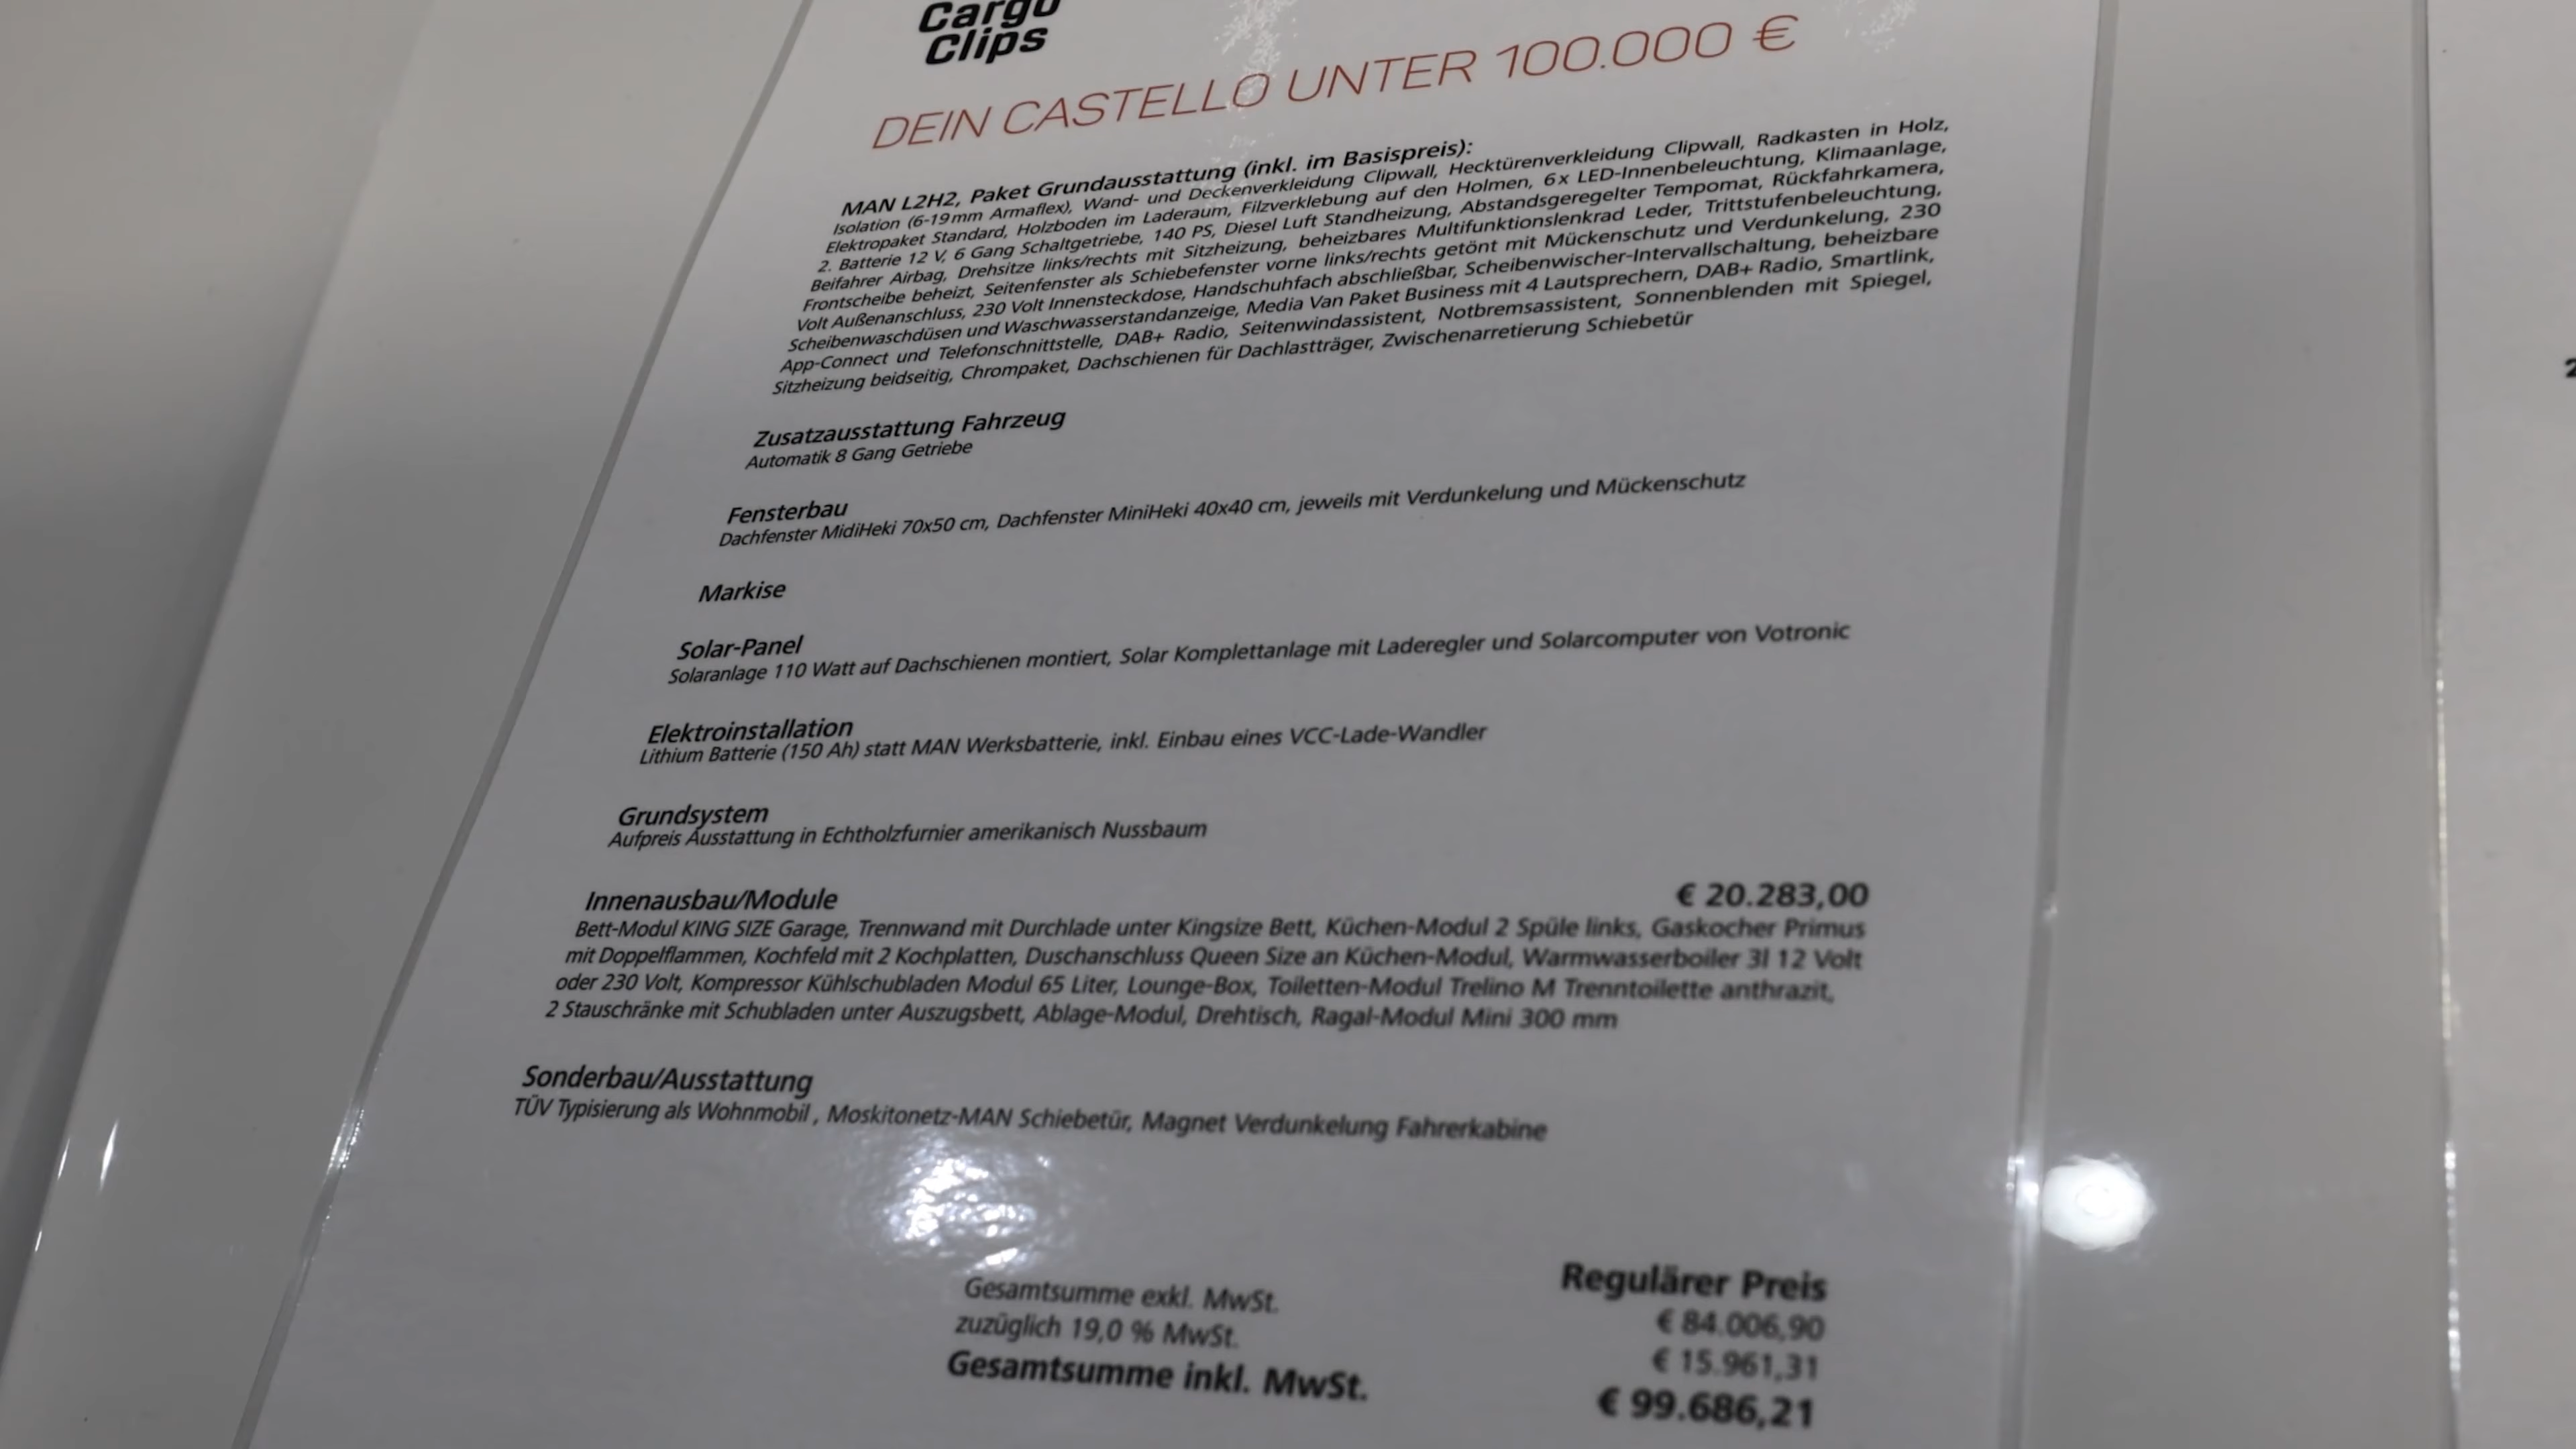 Cargo
Clips
DEIN CASTELLO UNTER 100.000 €
MAN L2H2, Paket Grundausstattung (inkl. im Basispreis):
Isolation (6-19mm Armaflex), Wand- und Deckenverkleidung Clipwall, Hecktürenverkleidung Clipwall, Radkasten in Holz,
Elektropaket Standard, Holzboden im Laderaum, Filzverklebung auf den Holmen, 6x LED-Innenbeleuchtung, Klimaanlage,
2. Batterie 12 V, 6 Gang Schaltgetriebe, 140 PS, Diesel Luft Standheizung, Abstandsgeregelter Tempomat, Rückfahrkamera,
Beifahrer Airbag, Drehsitze links/rechts mit Sitzheizung, beheizbares Multifunktionslenkrad Leder, Trittstufenbeleuchtung,
Frontscheibe beheizt, Seitenfenster als Schiebefenster vorne links/rechts getönt mit Mückenschutz und Verdunkelung, 230
Volt Außenanschluss, 230 Volt Innensteckdose, Handschuhfach abschließbar, Scheibenwischer-Intervallschaltung, beheizbare
Scheibenwaschdüsen und Waschwasserstandanzeige, Media Van Paket Business mit 4 Lautsprechern, DAB+ Radio, Smartlink,
App-Connect und Telefonschnittstelle, DAB+ Radio, Seitenwindassistent, Notbremsassistent, Sonnenblenden mit Spiegel,
Sitzheizung beidseitig, Chrompaket, Dachschienen für Dachlastträger, Zwischenarretierung Schiebetür
Zusatzausstattung Fahrzeug
Automatik 8 Gang Getriebe
Fensterbau
Dachfenster MidiHeki 70x50 cm, Dachfenster MiniHeki 40x40 cm, jeweils mit Verdunkelung und Mückenschutz
Markise
Solar-Panel
Solaranlage 110 Watt auf Dachschienen montiert, Solar Komplettanlage mit Laderegler und Solarcomputer von Votronic
Elektroinstallation
Lithium Batterie (150 Ah) statt MAN Werksbatterie, inkl. Einbau eines VCC-Lade-Wandler
Grundsystem
Aufpreis Ausstattung in Echtholzfurnier amerikanisch Nussbaum
Innenausbau/Module € 20.283,00
Bett-Modul KING SIZE Garage, Trennwand mit Durchlade unter Kingsize Bett, Küchen-Modul 2 Spüle links, Gaskocher Primus
mit Doppelflammen, Kochfeld mit 2 Kochplatten, Duschanschluss Queen Size an Küchen-Modul, Warmwasserboiler 3l 12 Volt
oder 230 Volt, Kompressor Kühlschubladen Modul 65 Liter, Lounge-Box, Toiletten-Modul Trelino M Trenntoilette anthrazit,
2 Stauschränke mit Schubladen unter Auszugsbett, Ablage-Modul, Drehtisch, Ragal-Modul Mini 300 mm
Sonderbau/Ausstattung
TÜV Typisierung als Wohnmobil , Moskitonetz-MAN Schiebetür, Magnet Verdunkelung Fahrerkabine
Regulärer Preis
Gesamtsumme exkl. MwSt. € 84.006,90
zuzüglich 19,0 % MwSt. € 15.961,31
Gesamtsumme inkl. MwSt. € 99.686,21